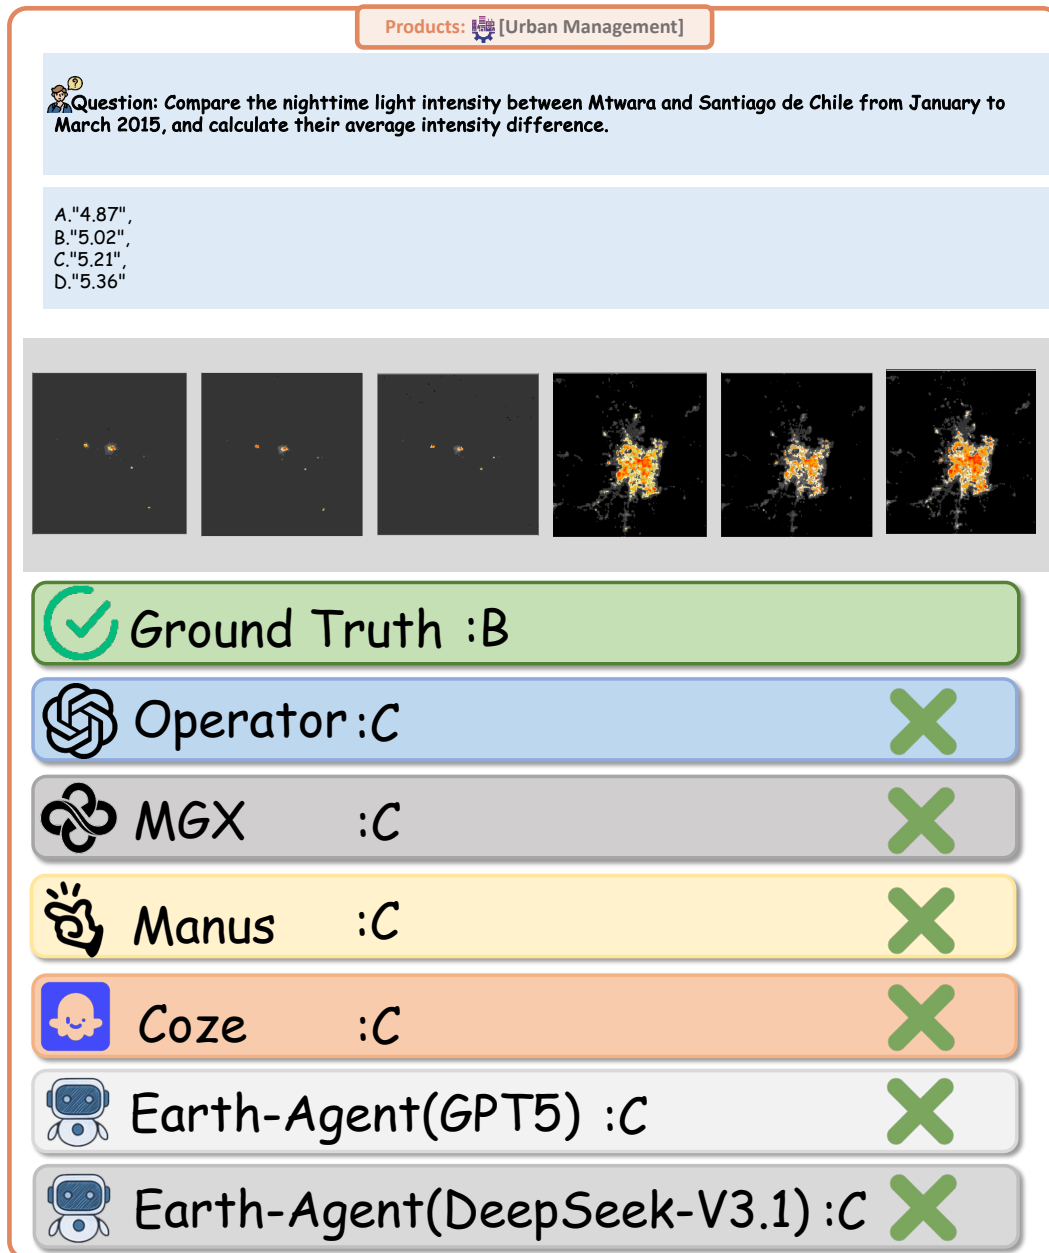 Products: [Urban Management]
Question: Compare the nighttime light intensity between Mtwara and Santiago de Chile from January to
March 2015, and calculate their average intensity difference.
A."4.87",
B."5.02",
C."5.21",
D."5.36"
Ground Truth :B
Operator :C
MGX :C
Manus :C
Coze :C
Earth-Agent(GPT5) :C
Earth-Agent(DeepSeek-V3.1) :C